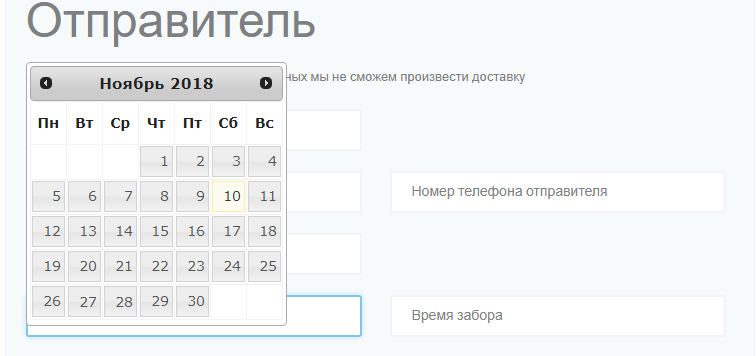 Отправитель
ных мы не сможем произвести доставку
Ноябрь 2018
Пн Вт Ср Чт Пт Сб Вс
1 2 3 4
5 6 7 8 9 10 11
12 13 14 15 16 17 18
19 20 21 22 23 24 25
26 27 28 29 30
Номер телефона отправителя
Время забора